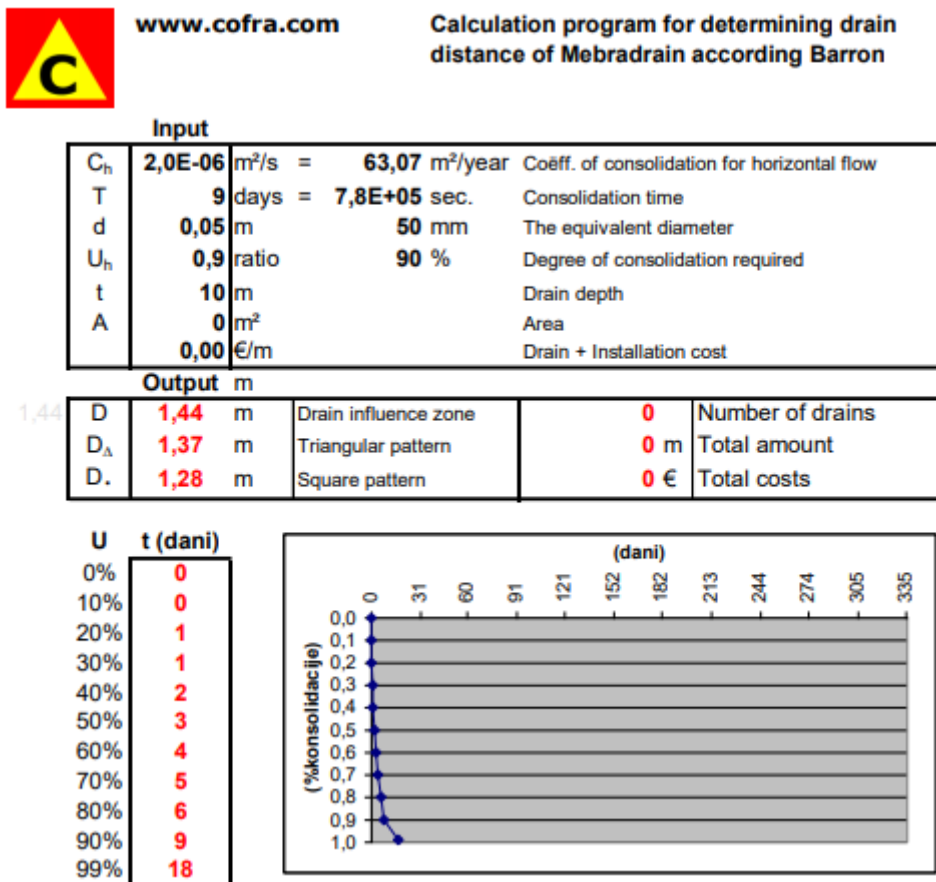 C
www.cofra.com
Calculation program for determining drain
distance of Mebradrain according Barron
Input
Cₕ 2,0E-06 m²/s = 63,07 m²/year Coëff. of consolidation for horizontal flow
T 9 days = 7,8E+05 sec. Consolidation time
d 0,05 m 50 mm The equivalent diameter
Uₕ 0,9 ratio 90 % Degree of consolidation required
t 10 m Drain depth
A 0 m² Area
0,00 €/m Drain + Installation cost
Output m
1,44 D 1,44 m Drain influence zone 0 Number of drains
D△ 1,37 m Triangular pattern 0 m Total amount
D. 1,28 m Square pattern 0 € Total costs
U t (dani)
0% 0
10% 0
20% 1
30% 1
40% 2
50% 3
60% 4
70% 5
80% 6
90% 9
99% 18
(dani)
0 31 60 91 121 152 182 213 244 274 305 335
(%konsolidacije)
0,0
0,1
0,2
0,3
0,4
0,5
0,6
0,7
0,8
0,9
1,0